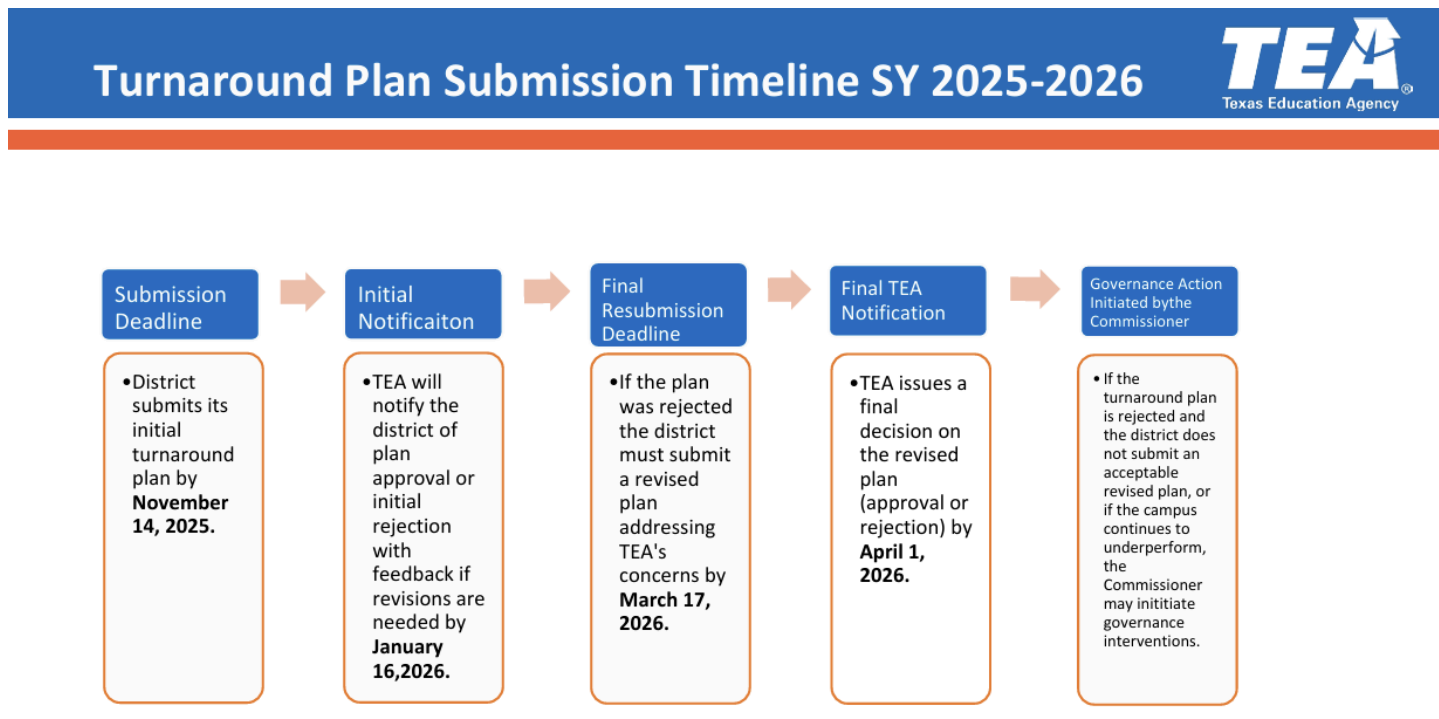 Turnaround Plan Submission Timeline SY 2025-2026
TEA®
Texas Education Agency
Submission
Deadline
•District
submits its
initial
turnaround
plan by
November
14, 2025.
Initial
Notificaiton
•TEA will
notify the
district of
plan
approval or
initial
rejection
with
feedback if
revisions are
needed by
January
16,2026.
Final
Resubmission
Deadline
•If the plan
was rejected
the district
must submit
a revised
plan
addressing
TEA's
concerns by
March 17,
2026.
Final TEA
Notification
•TEA issues a
final
decision on
the revised
plan
(approval or
rejection) by
April 1,
2026.
Governance Action
Initiated bythe
Commissioner
• If the
turnaround plan
is rejected and
the district does
not submit an
acceptable
revised plan, or
if the campus
continues to
underperform,
the
Commissioner
may inititiate
governance
interventions.